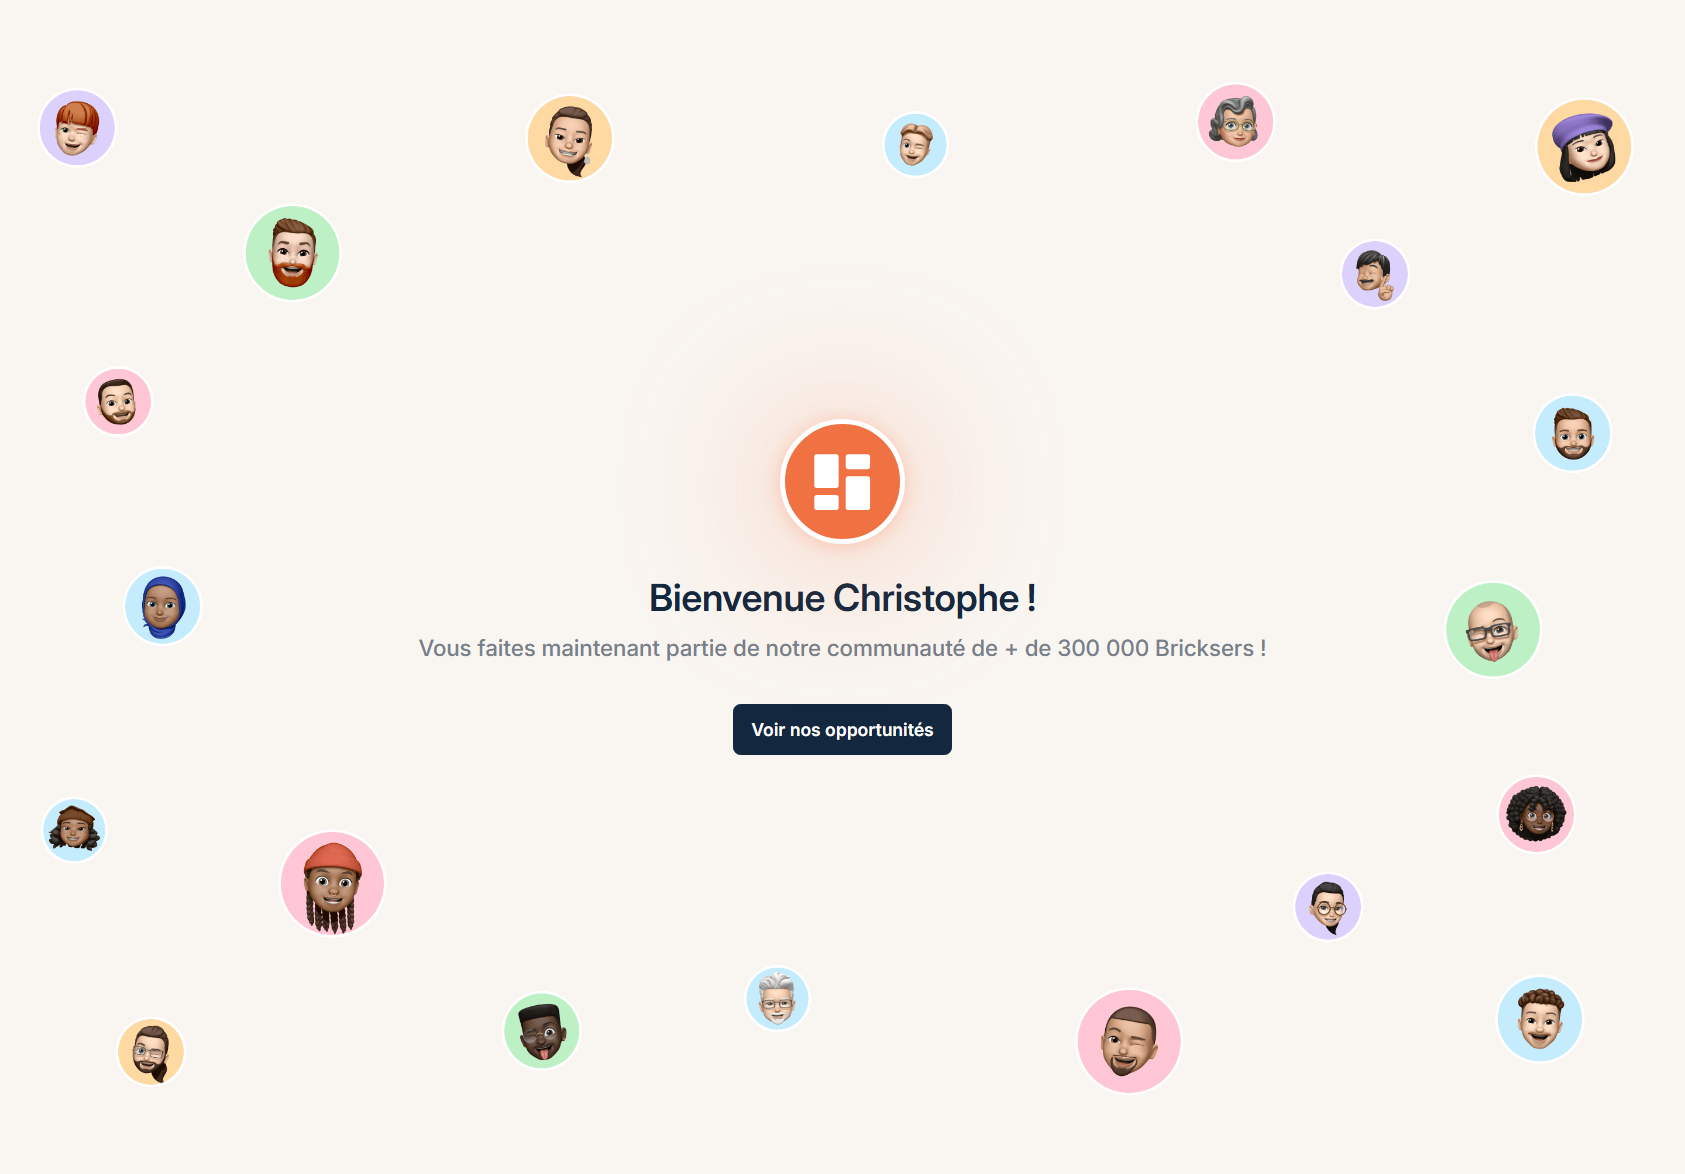 Bienvenue Christophe !
Vous faites maintenant partie de notre communauté de + de 300 000 Bricksers !
Voir nos opportunités